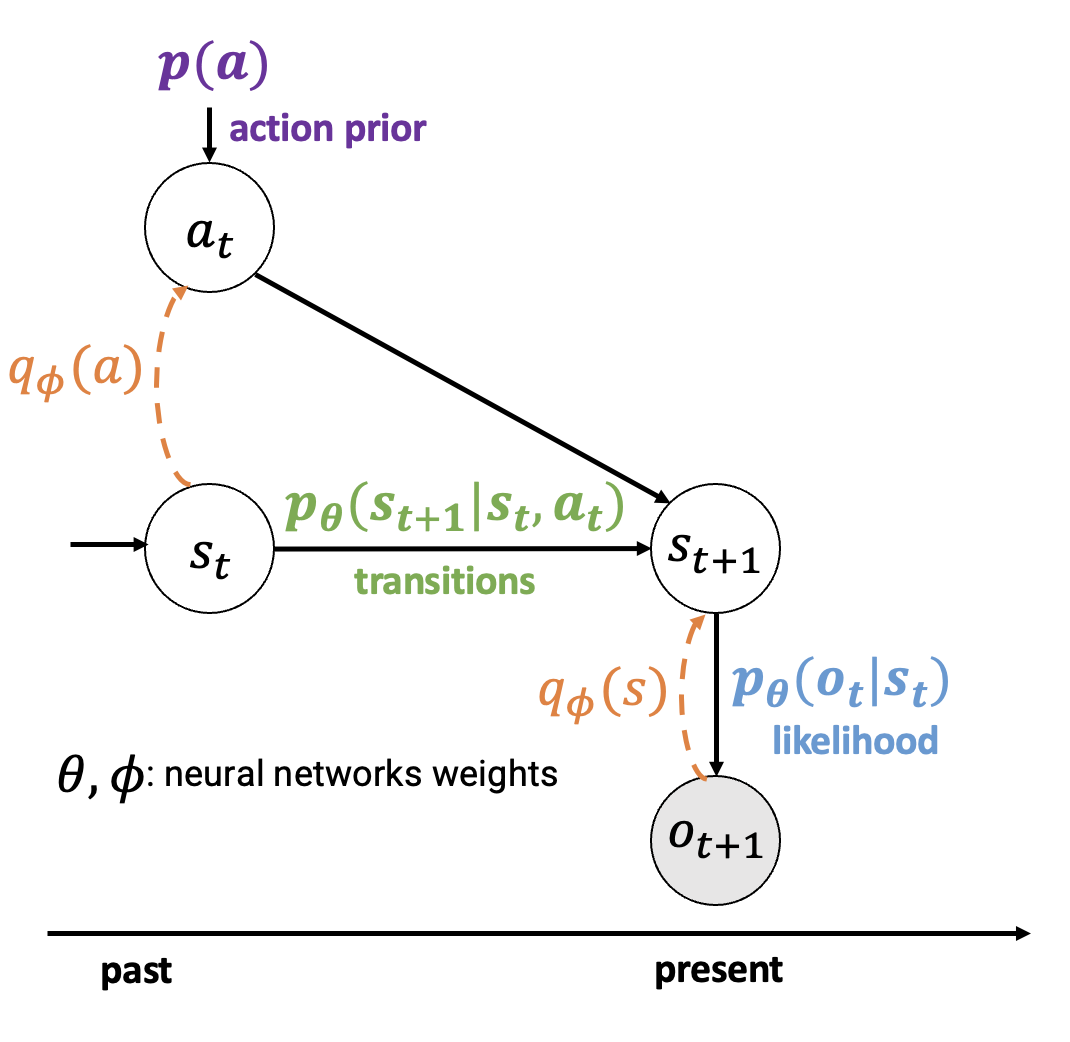 p(a)
action prior
a_t
q_ϕ(a)
p_θ(s_{t+1}|s_t, a_t)
s_t
s_{t+1}
transitions
q_ϕ(s)
p_θ(o_t|s_t)
likelihood
θ, ϕ: neural networks weights
o_{t+1}
past
present